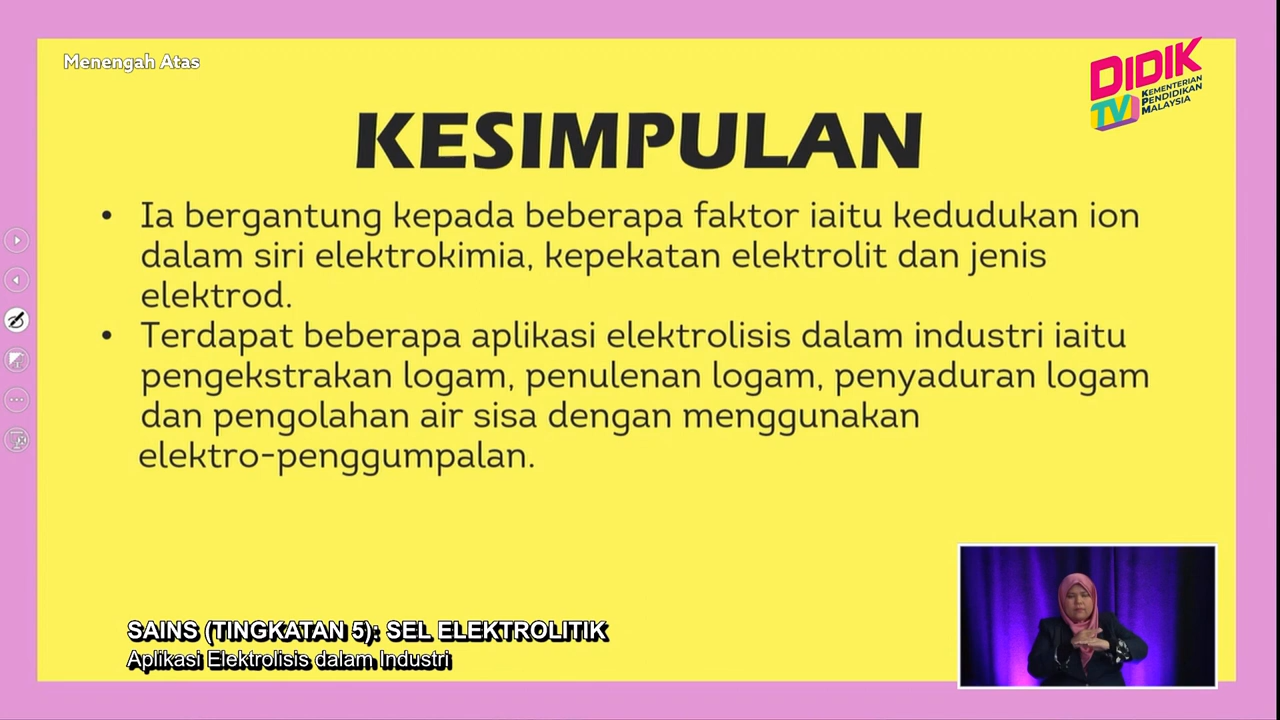 Menengah Atas
DIDIK
TV
KEMENTERIAN
PENDIDIKAN
MALAYSIA
KESIMPULAN
• Ia bergantung kepada beberapa faktor iaitu kedudukan ion
dalam siri elektrokimia, kepekatan elektrolit dan jenis
elektrod.
• Terdapat beberapa aplikasi elektrolisis dalam industri iaitu
pengekstrakan logam, penulenan logam, penyaduran logam
dan pengolahan air sisa dengan menggunakan
elektro-penggumpalan.
SAINS (TINGKATAN 5): SEL ELEKTROLITIK
Aplikasi Elektrolisis dalam Industri